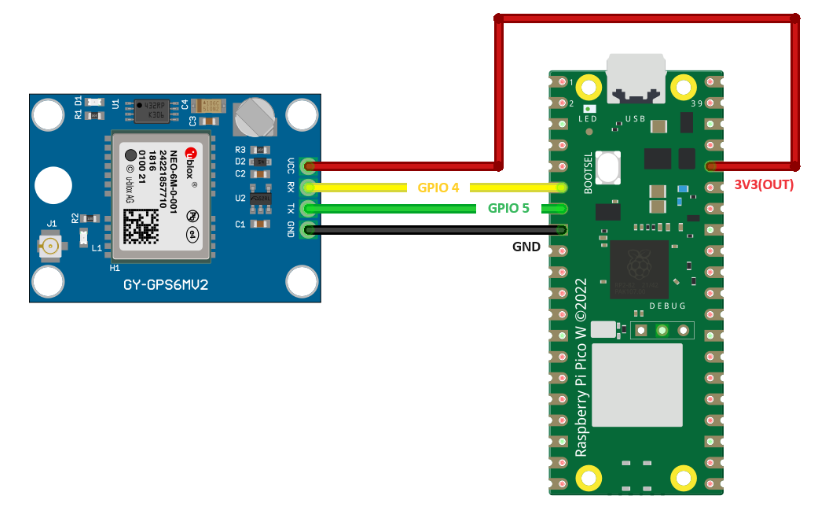 D1
R1
U1
C4
C3
R3
D2
C2
U2
C1
VCC
RX
TX
GND
ublox ®
NEO-6M-0-001
24221857710
1816
0100 21
© u-blox AG
J1
R2
L1
H1
GY-GPS6MV2
GPIO 4
GPIO 5
GND
3V3(OUT)
1
2
39
LED
USB
BOOTSEL
DEBUG
Raspberry Pi Pico W ©2022